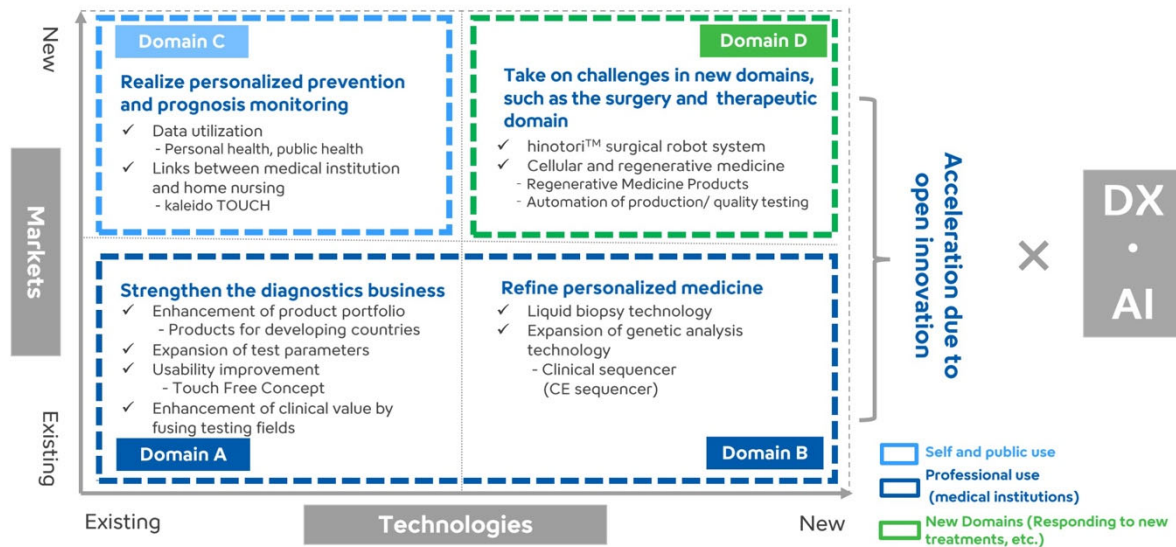 New
Markets
Existing
Domain C
Realize personalized prevention
and prognosis monitoring
✓ Data utilization
- Personal health, public health
✓ Links between medical institution
and home nursing
- kaleido TOUCH
Domain D
Take on challenges in new domains,
such as the surgery and therapeutic
domain
✓ hinotori™ surgical robot system
✓ Cellular and regenerative medicine
- Regenerative Medicine Products
- Automation of production/ quality testing
Strengthen the diagnostics business
✓ Enhancement of product portfolio
- Products for developing countries
✓ Expansion of test parameters
✓ Usability improvement
- Touch Free Concept
✓ Enhancement of clinical value by
fusing testing fields
Domain A
Refine personalized medicine
✓ Liquid biopsy technology
✓ Expansion of genetic analysis
technology
- Clinical sequencer
(CE sequencer)
Domain B
Existing
Technologies
New
Acceleration due to
open innovation
×
DX
·
AI
Self and public use
Professional use
(medical institutions)
New Domains (Responding to new
treatments, etc.)